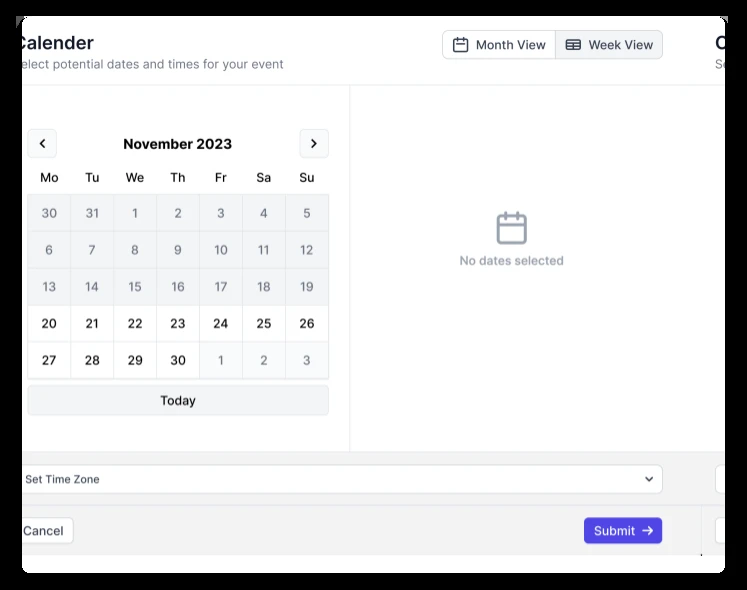 Calender
elect potential dates and times for your event
Month View
Week View
C
Se
November 2023
Mo Tu We Th Fr Sa Su
30 31 1 2 3 4 5
6 7 8 9 10 11 12
13 14 15 16 17 18 19
20 21 22 23 24 25 26
27 28 29 30 1 2 3
Today
No dates selected
Set Time Zone
Cancel
Submit